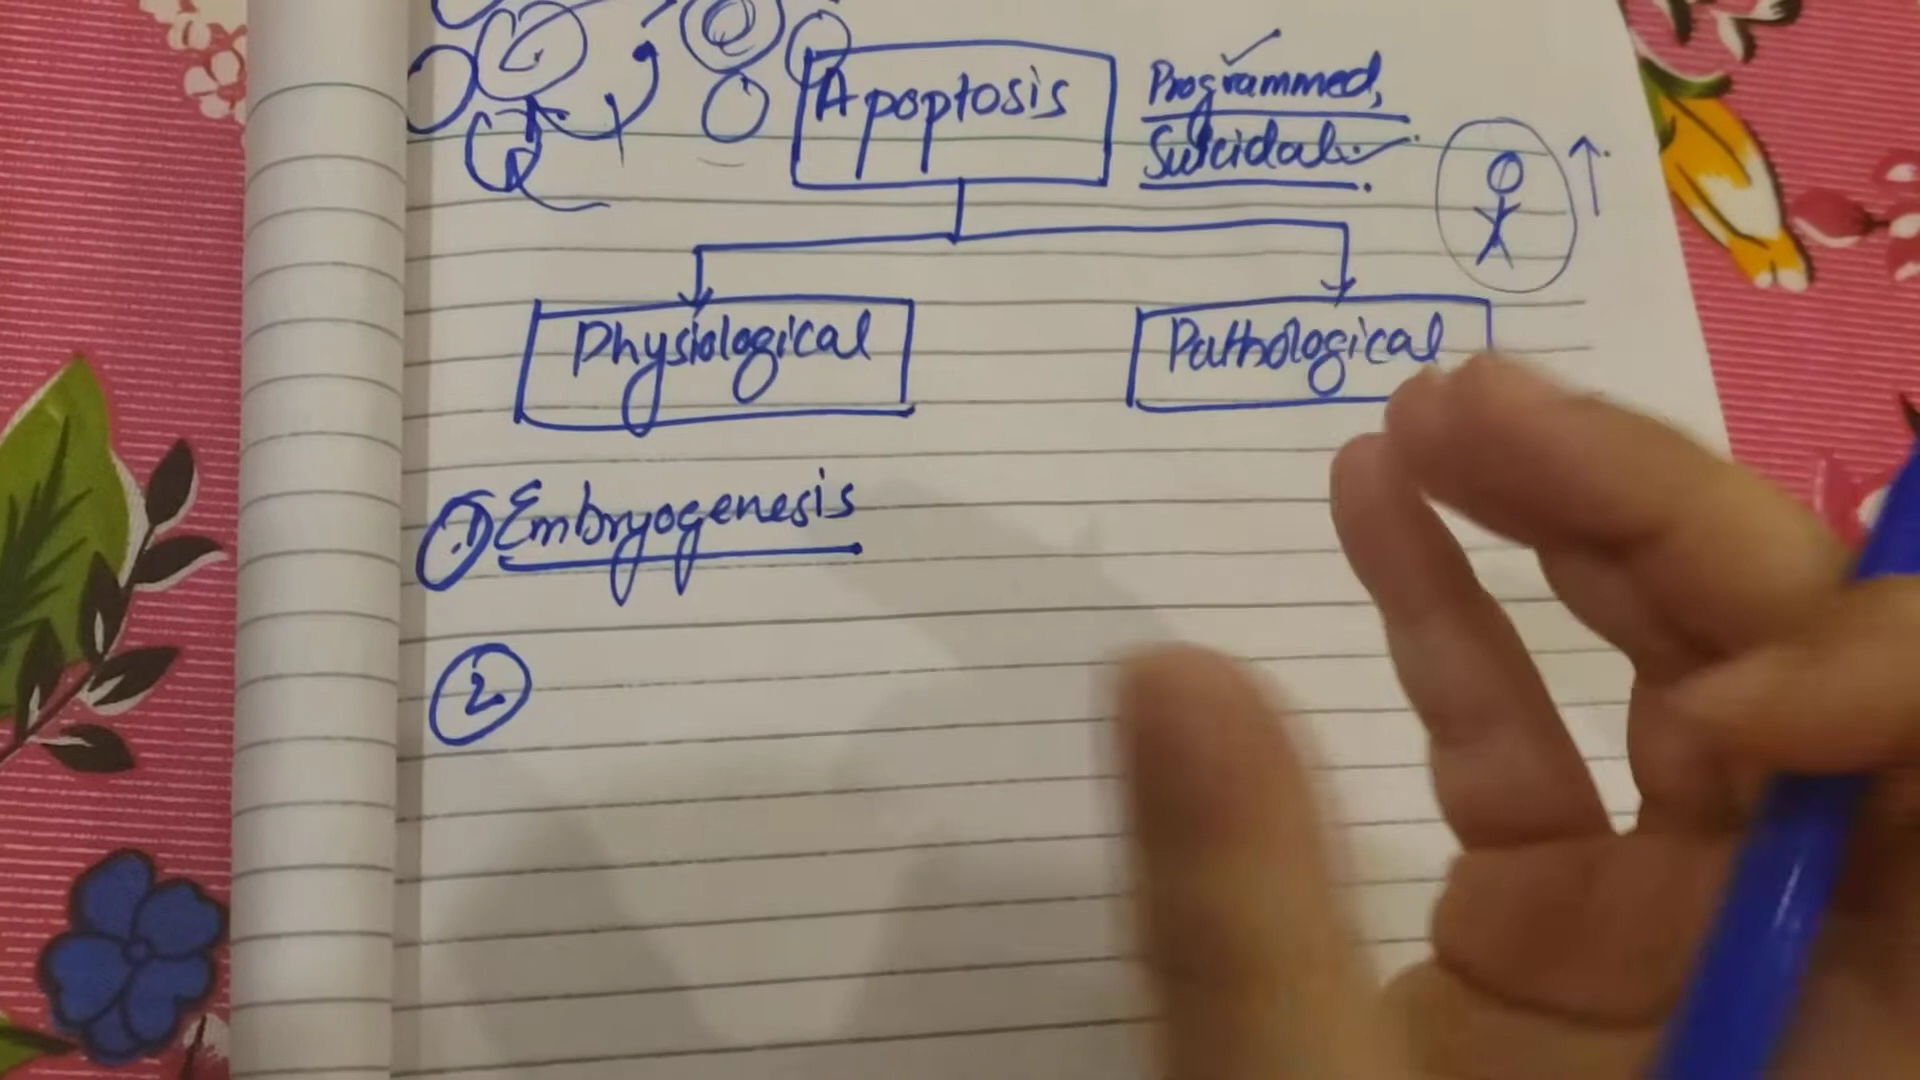 Apoptosis
Programmed,
Suicidal.
Physiological
Pathological
1) Embryogenesis
2